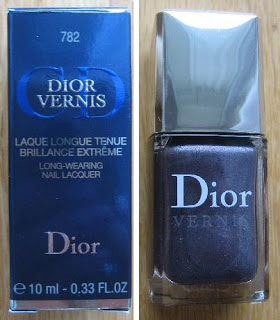 782
CD
DIOR
VERNIS
LAQUE LONGUE TENUE
BRILLANCE EXTRÊME
LONG-WEARING
NAIL LACQUER
Dior
e 10 ml - 0.33 FL.OZ
Dior
VERNIS